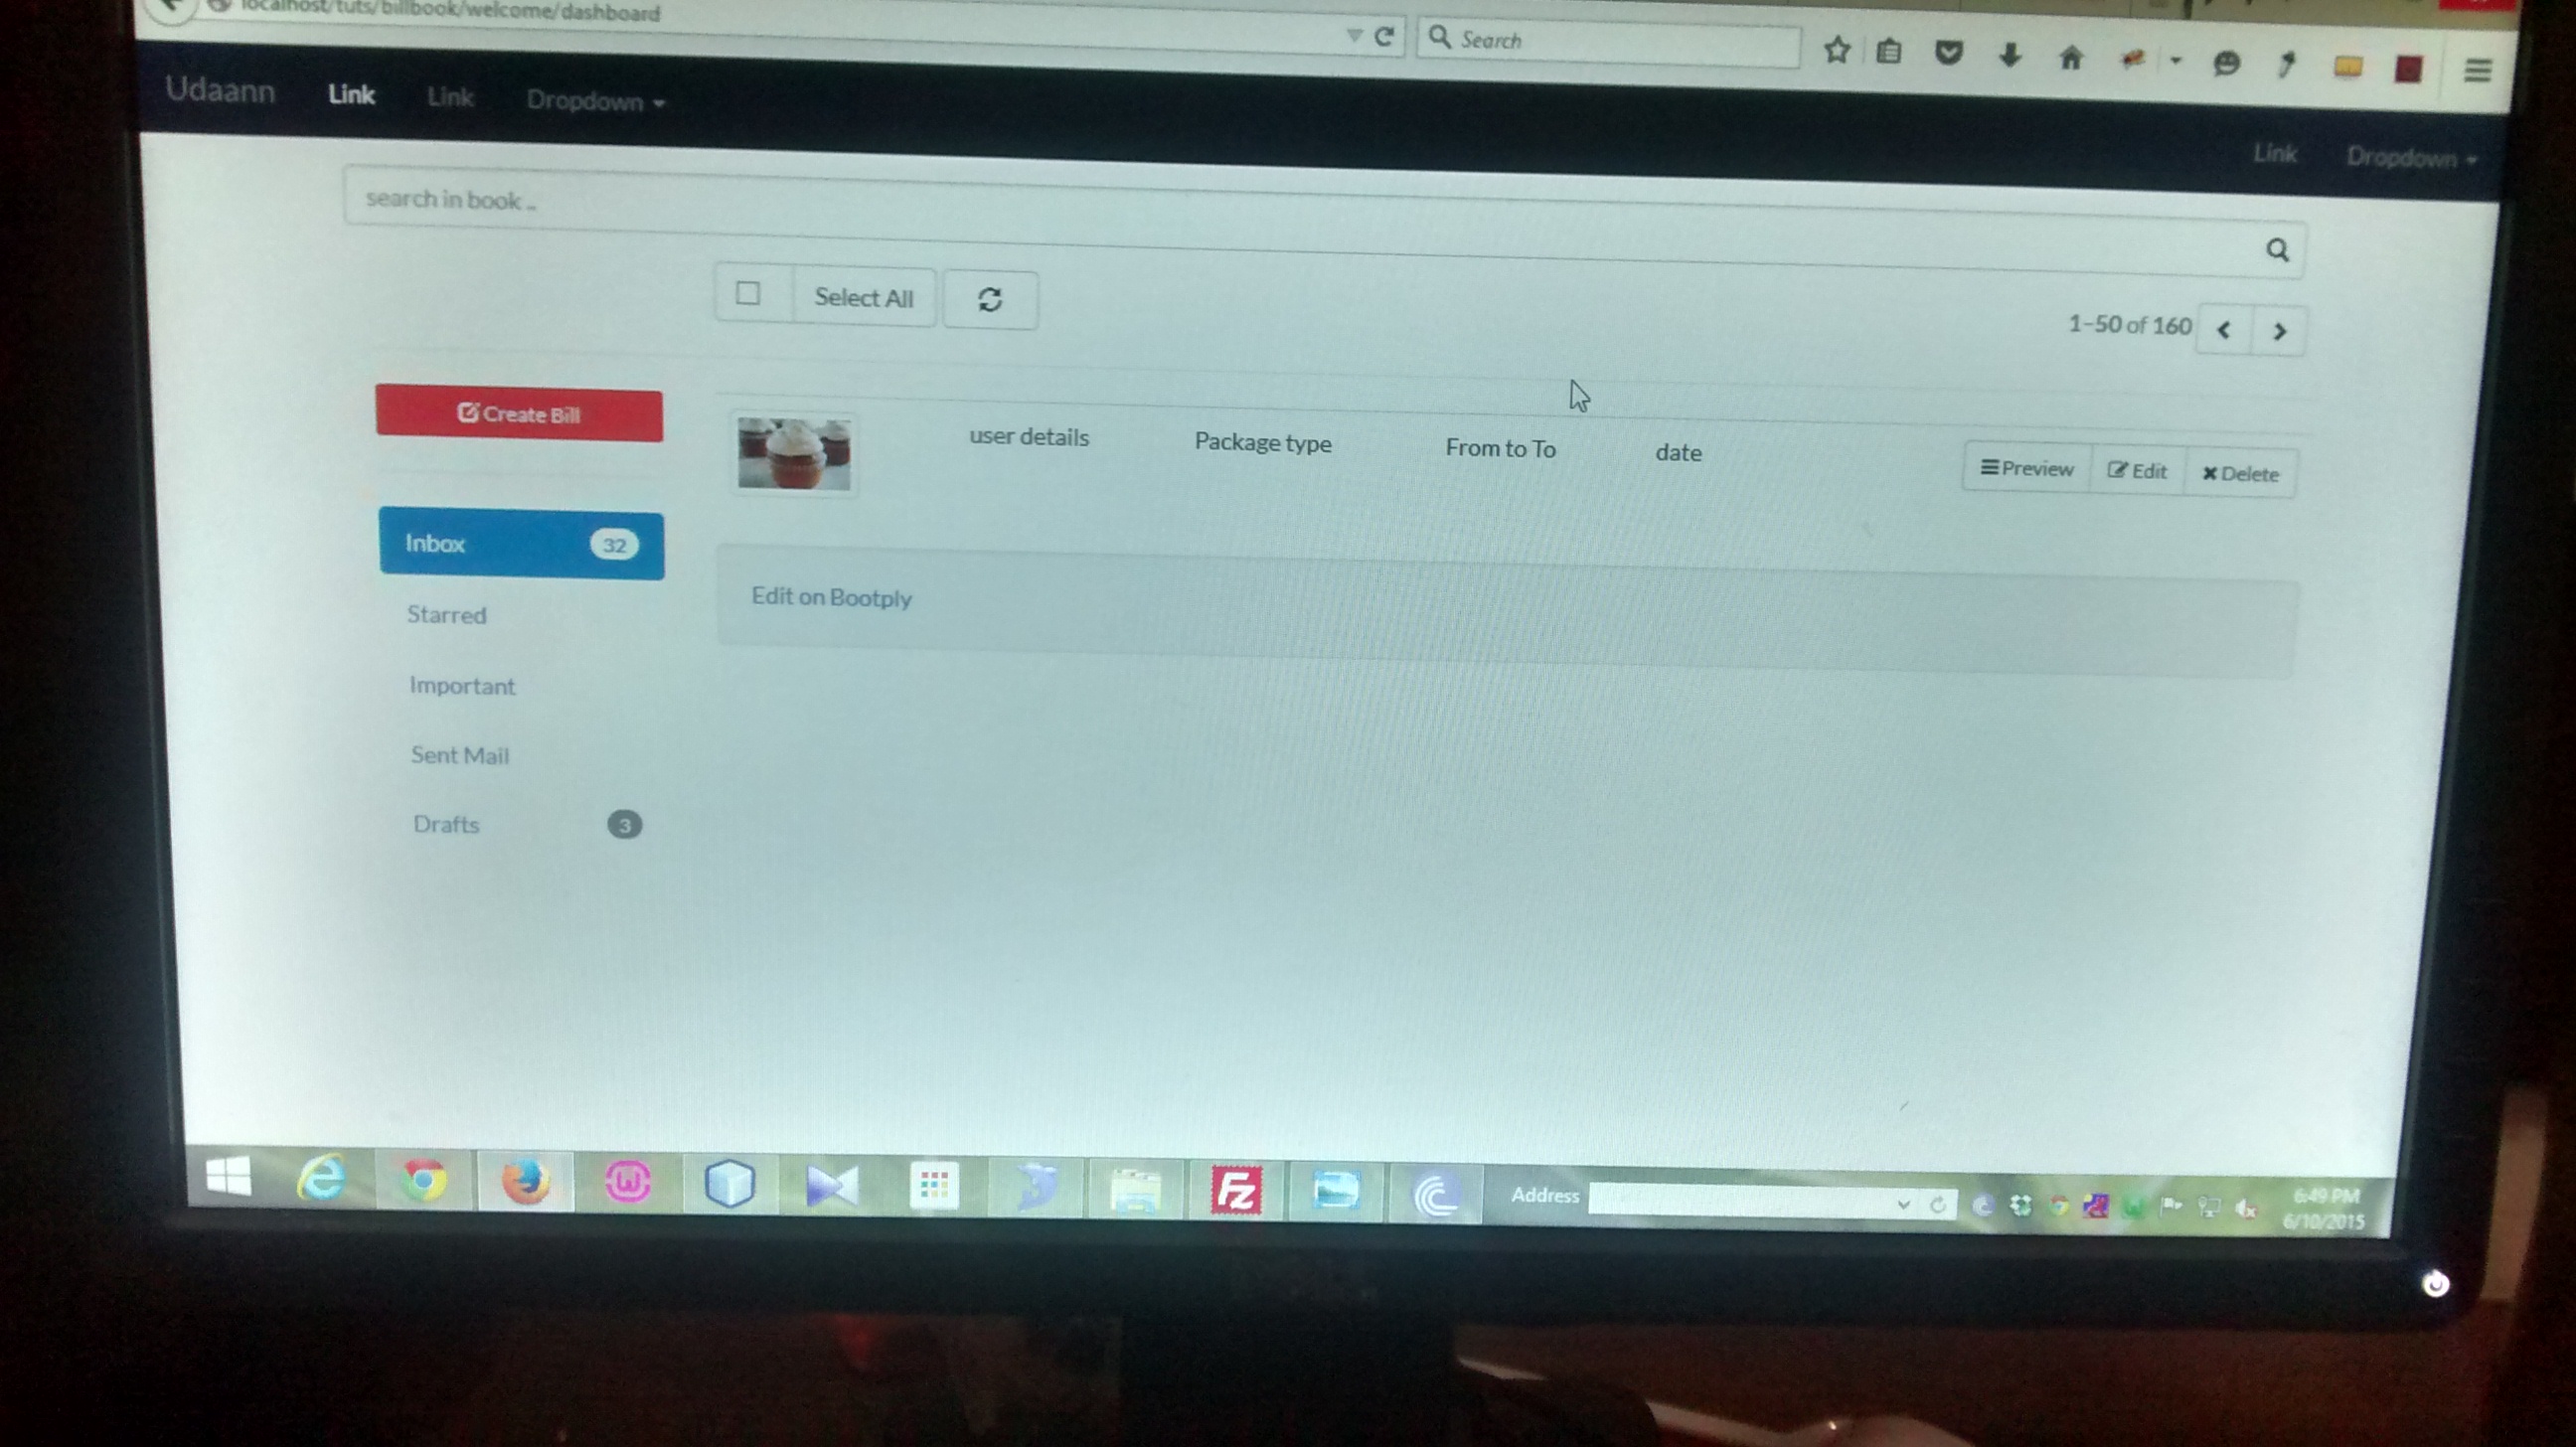 localhost/tuts/billbook/welcome/dashboard
Search
Udaann Link Link Dropdown
Link Dropdown
search in book ..
Select All
1-50 of 160
Create Bill
user details Package type From to To date
Preview Edit Delete
Inbox 32
Edit on Bootply
Starred
Important
Sent Mail
Drafts 3
Address
6:49 PM
6/10/2015